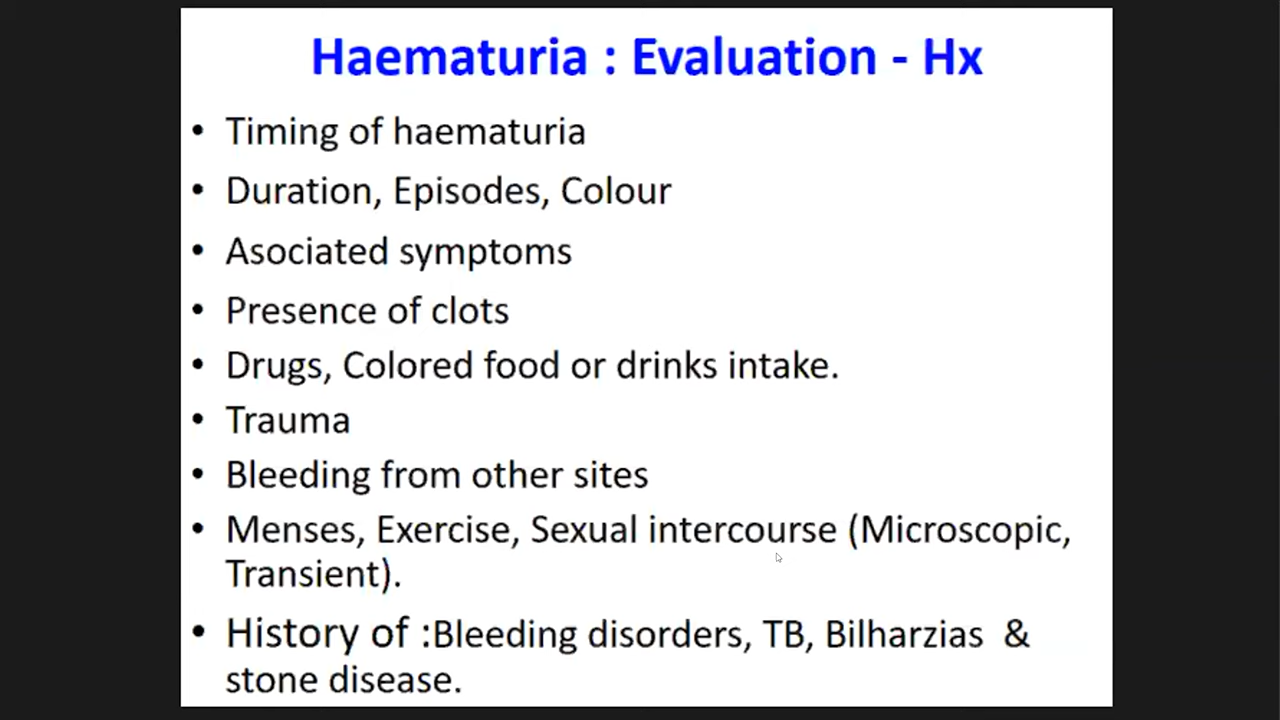 Haematuria : Evaluation - Hx
• Timing of haematuria
• Duration, Episodes, Colour
• Asociated symptoms
• Presence of clots
• Drugs, Colored food or drinks intake.
• Trauma
• Bleeding from other sites
• Menses, Exercise, Sexual intercourse (Microscopic,
Transient).
• History of :Bleeding disorders, TB, Bilharzias &
stone disease.